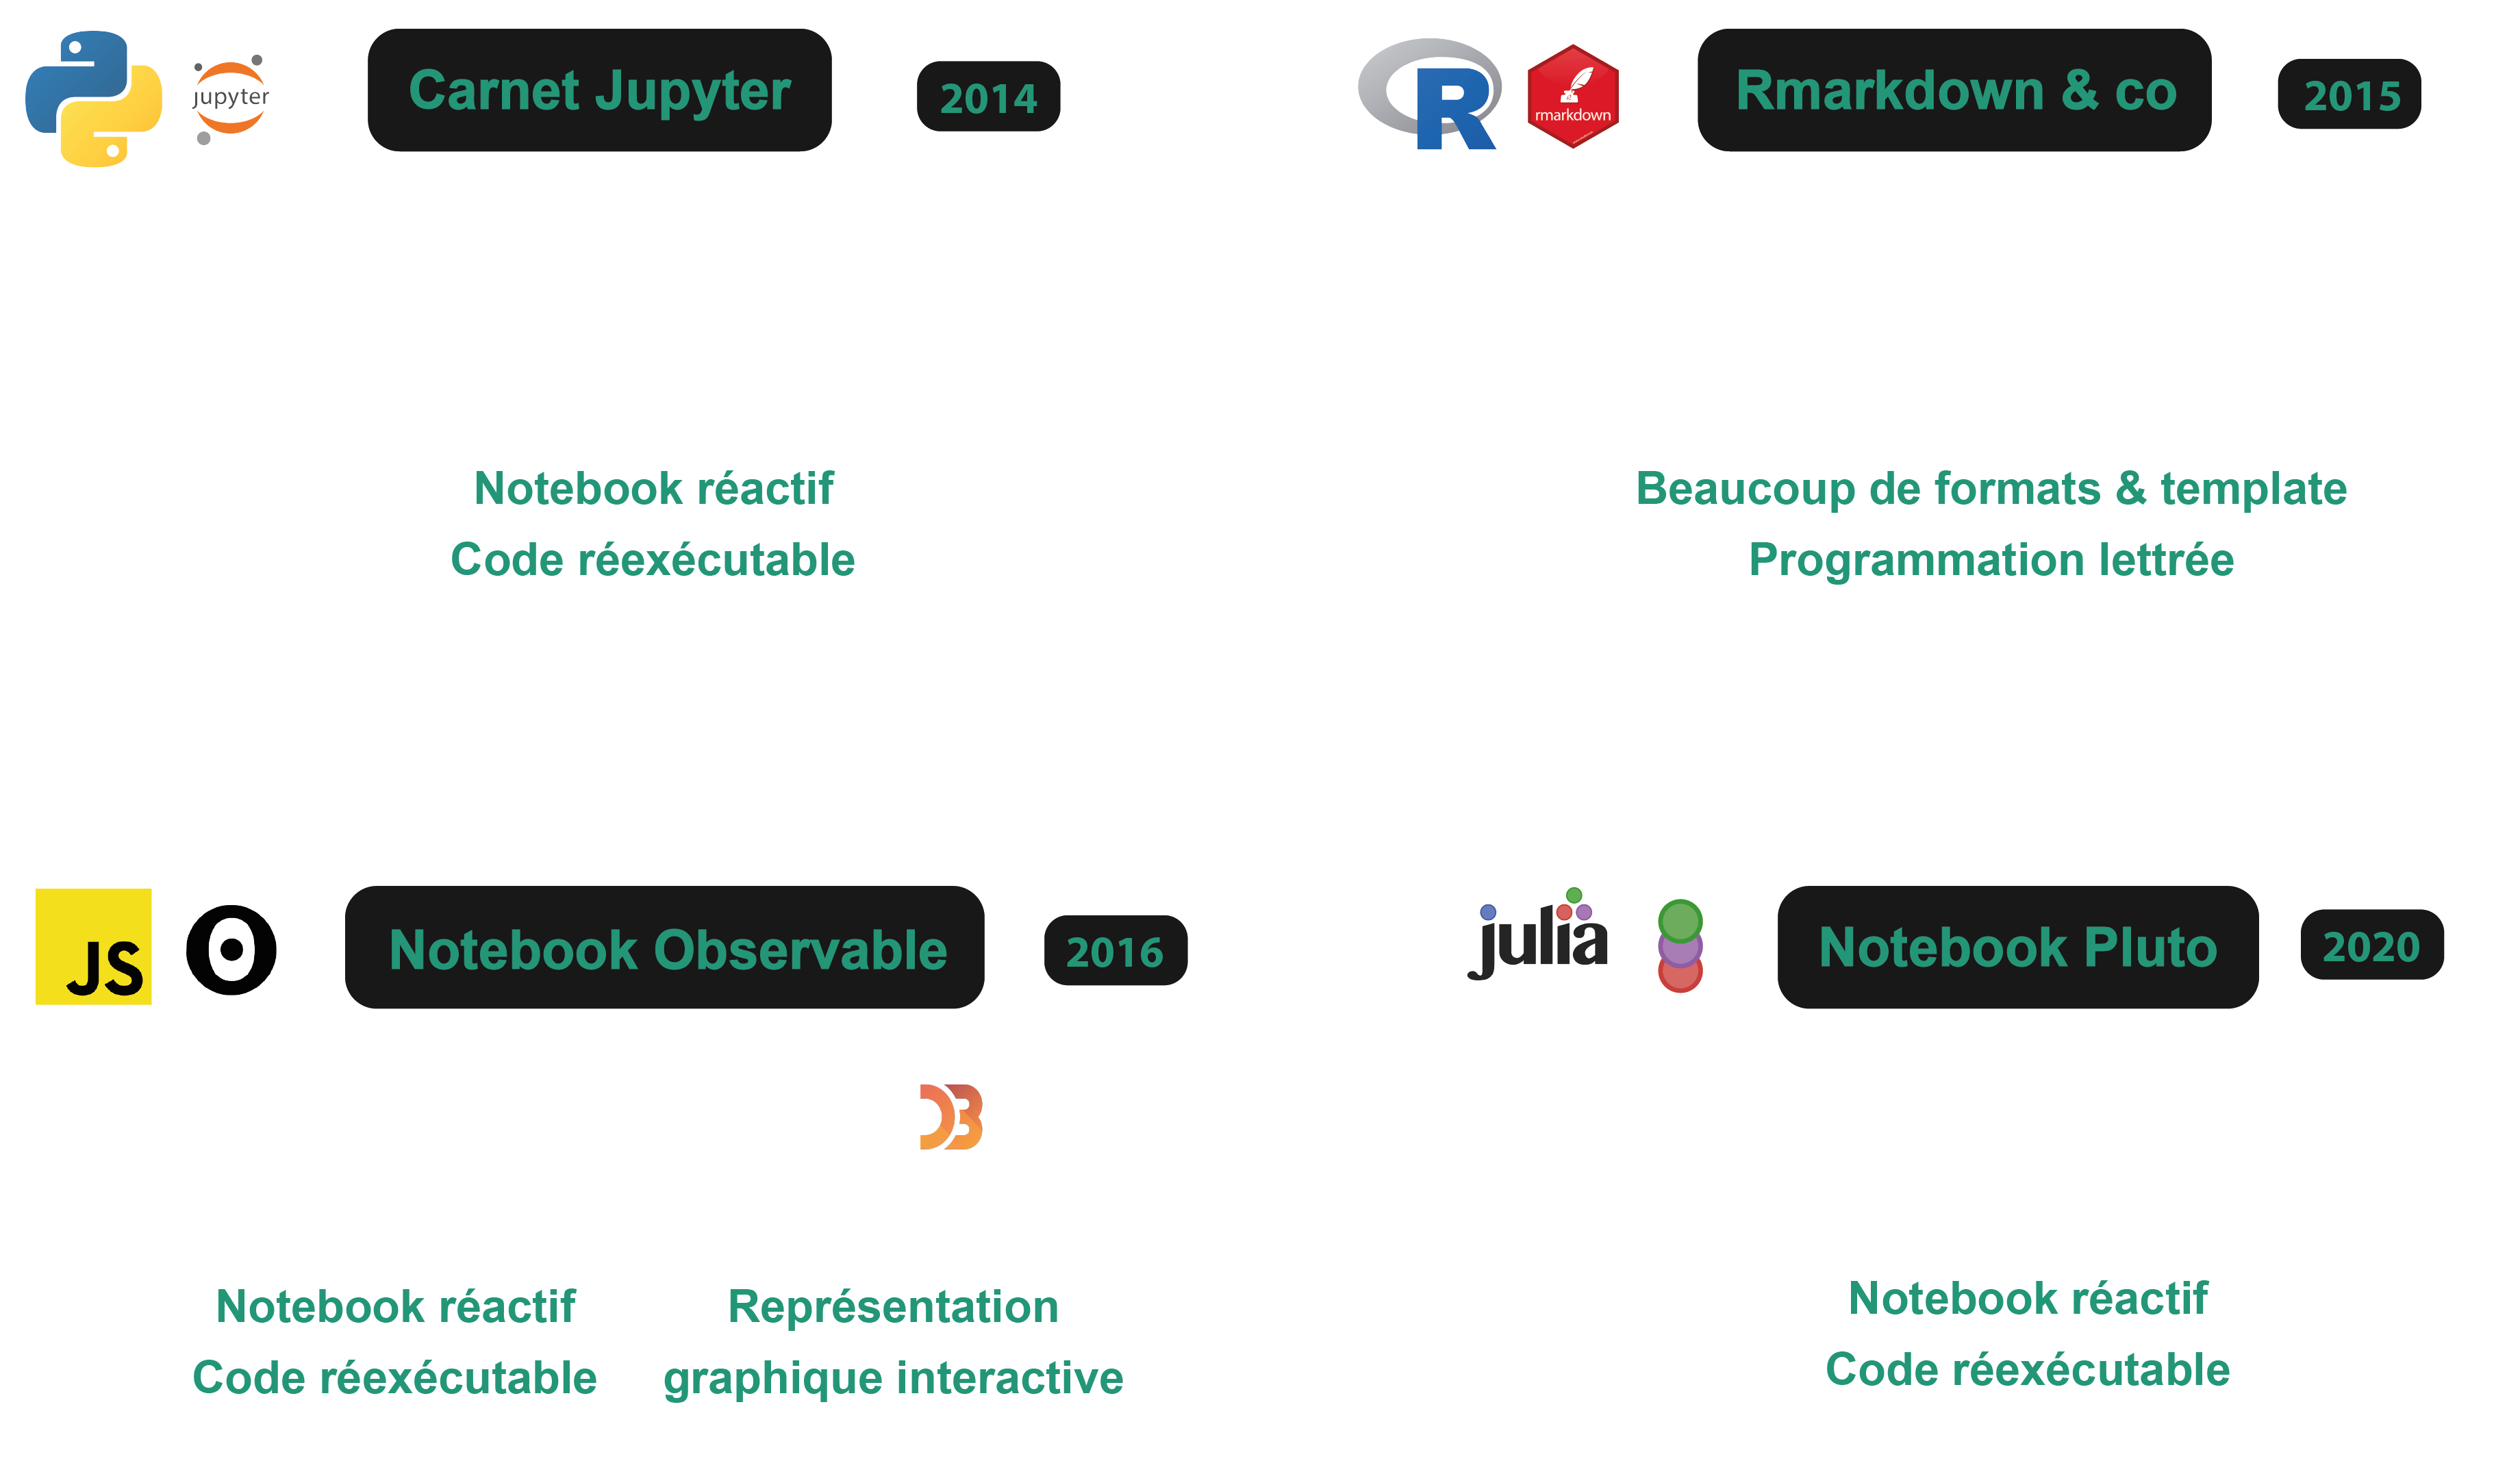 jupyter
Carnet Jupyter
2014
R
rmarkdown
Rmarkdown & co
2015
Notebook réactif
Code réexécutable
Beaucoup de formats & template
Programmation lettrée
JS
Notebook Observable
2016
julia
Notebook Pluto
2020
D3
Notebook réactif
Code réexécutable
Représentation
graphique interactive
Notebook réactif
Code réexécutable